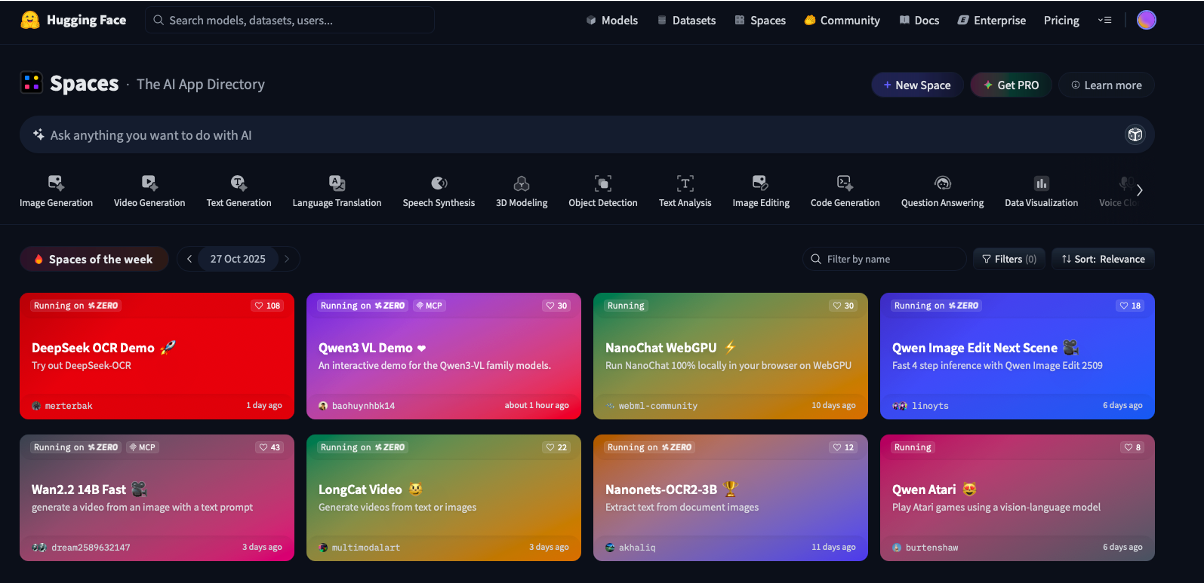 Hugging Face
Search models, datasets, users...
Models
Datasets
Spaces
Community
Docs
Enterprise
Pricing
Spaces · The AI App Directory
+ New Space
Get PRO
Learn more
Ask anything you want to do with AI
Image Generation
Video Generation
Text Generation
Language Translation
Speech Synthesis
3D Modeling
Object Detection
Text Analysis
Image Editing
Code Generation
Question Answering
Data Visualization
Voice
🔥 Spaces of the week
27 Oct 2025
Filter by name
Filters (0)
Sort: Relevance
Running on ZERO
108
DeepSeek OCR Demo 🚀
Try out DeepSeek-OCR
merterbak
1 day ago
Running on ZERO
MCP
30
Qwen3 VL Demo ❤
An interactive demo for the Qwen3-VL family models.
baohuynhbk14
about 1 hour ago
Running
30
NanoChat WebGPU ⚡
Run NanoChat 100% locally in your browser on WebGPU
webml-community
10 days ago
Running on ZERO
18
Qwen Image Edit Next Scene 🎥
Fast 4 step inference with Qwen Image Edit 2509
linoyts
6 days ago
Running on ZERO
MCP
43
Wan2.2 14B Fast 🎥
generate a video from an image with a text prompt
dream2589632147
3 days ago
Running on ZERO
22
LongCat Video 😼
Generate videos from text or images
multimodalart
3 days ago
Running on ZERO
12
Nanonets-OCR2-3B 🏆
Extract text from document images
akhaliq
11 days ago
Running
8
Qwen Atari 😻
Play Atari games using a vision-language model
burtenshaw
6 days ago